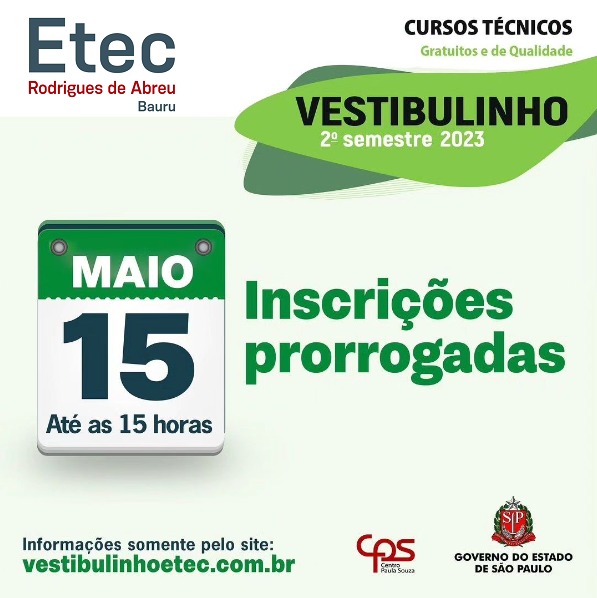 Etec
Rodrigues de Abreu
Bauru
CURSOS TÉCNICOS
Gratuitos e de Qualidade
VESTIBULINHO
2º semestre 2023
MAIO
15
Até as 15 horas
Inscrições
prorrogadas
Informações somente pelo site:
vestibulinhoetec.com.br
CPS
Centro
Paula Souza
SP
GOVERNO DO ESTADO
DE SÃO PAULO